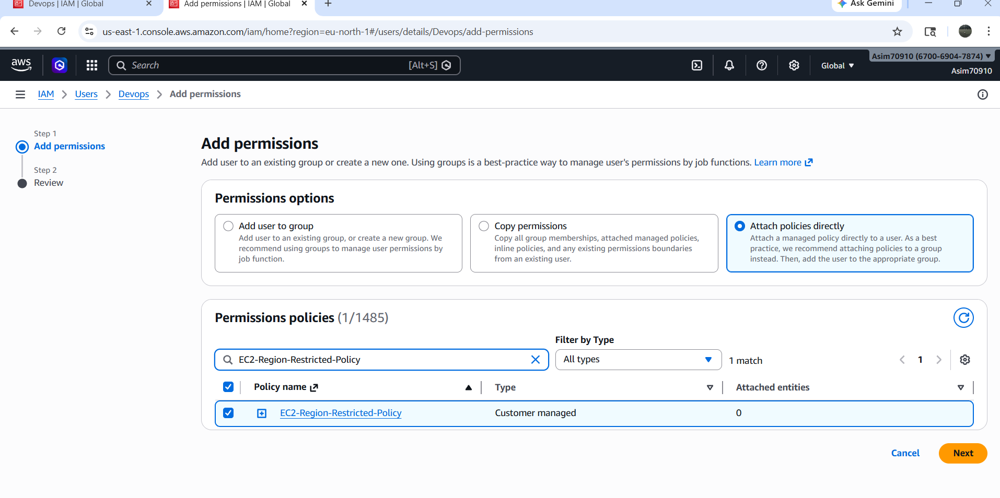 Devops | IAM | Global
Add permissions | IAM | Global
Ask Gemini
us-east-1.console.aws.amazon.com/iam/home?region=eu-north-1#/users/details/Devops/add-permissions
aws
Search
[Alt+S]
Global
Asim70910 (6700-6904-7874)
Asim70910
IAM
Users
Devops
Add permissions
Step 1
Add permissions
Step 2
Review
Add permissions
Add user to an existing group or create a new one. Using groups is a best-practice way to manage user's permissions by job functions. Learn more
Permissions options
Add user to group
Add user to an existing group, or create a new group. We
recommend using groups to manage user permissions by
job function.
Copy permissions
Copy all group memberships, attached managed policies,
inline policies, and any existing permissions boundaries
from an existing user.
Attach policies directly
Attach a managed policy directly to a user. As a best
practice, we recommend attaching policies to a group
instead. Then, add the user to the appropriate group.
Permissions policies (1/1485)
Filter by Type
EC2-Region-Restricted-Policy
All types
1 match
1
Policy name
Type
Attached entities
EC2-Region-Restricted-Policy
Customer managed
0
Cancel
Next